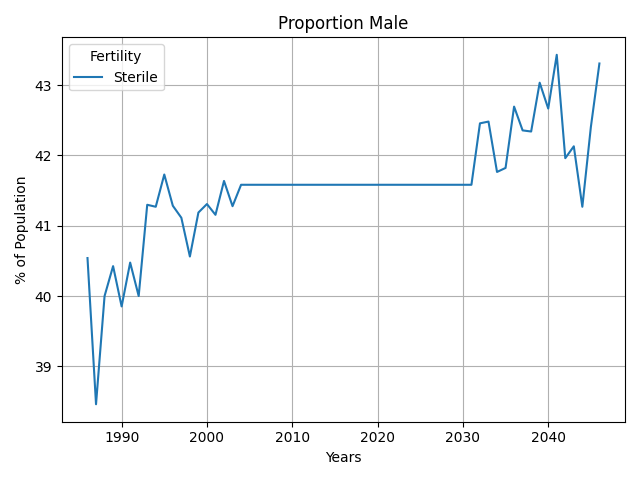 Proportion Male
Fertility
Sterile
% of Population
43
42
41
40
39
1990 2000 2010 2020 2030 2040
Years